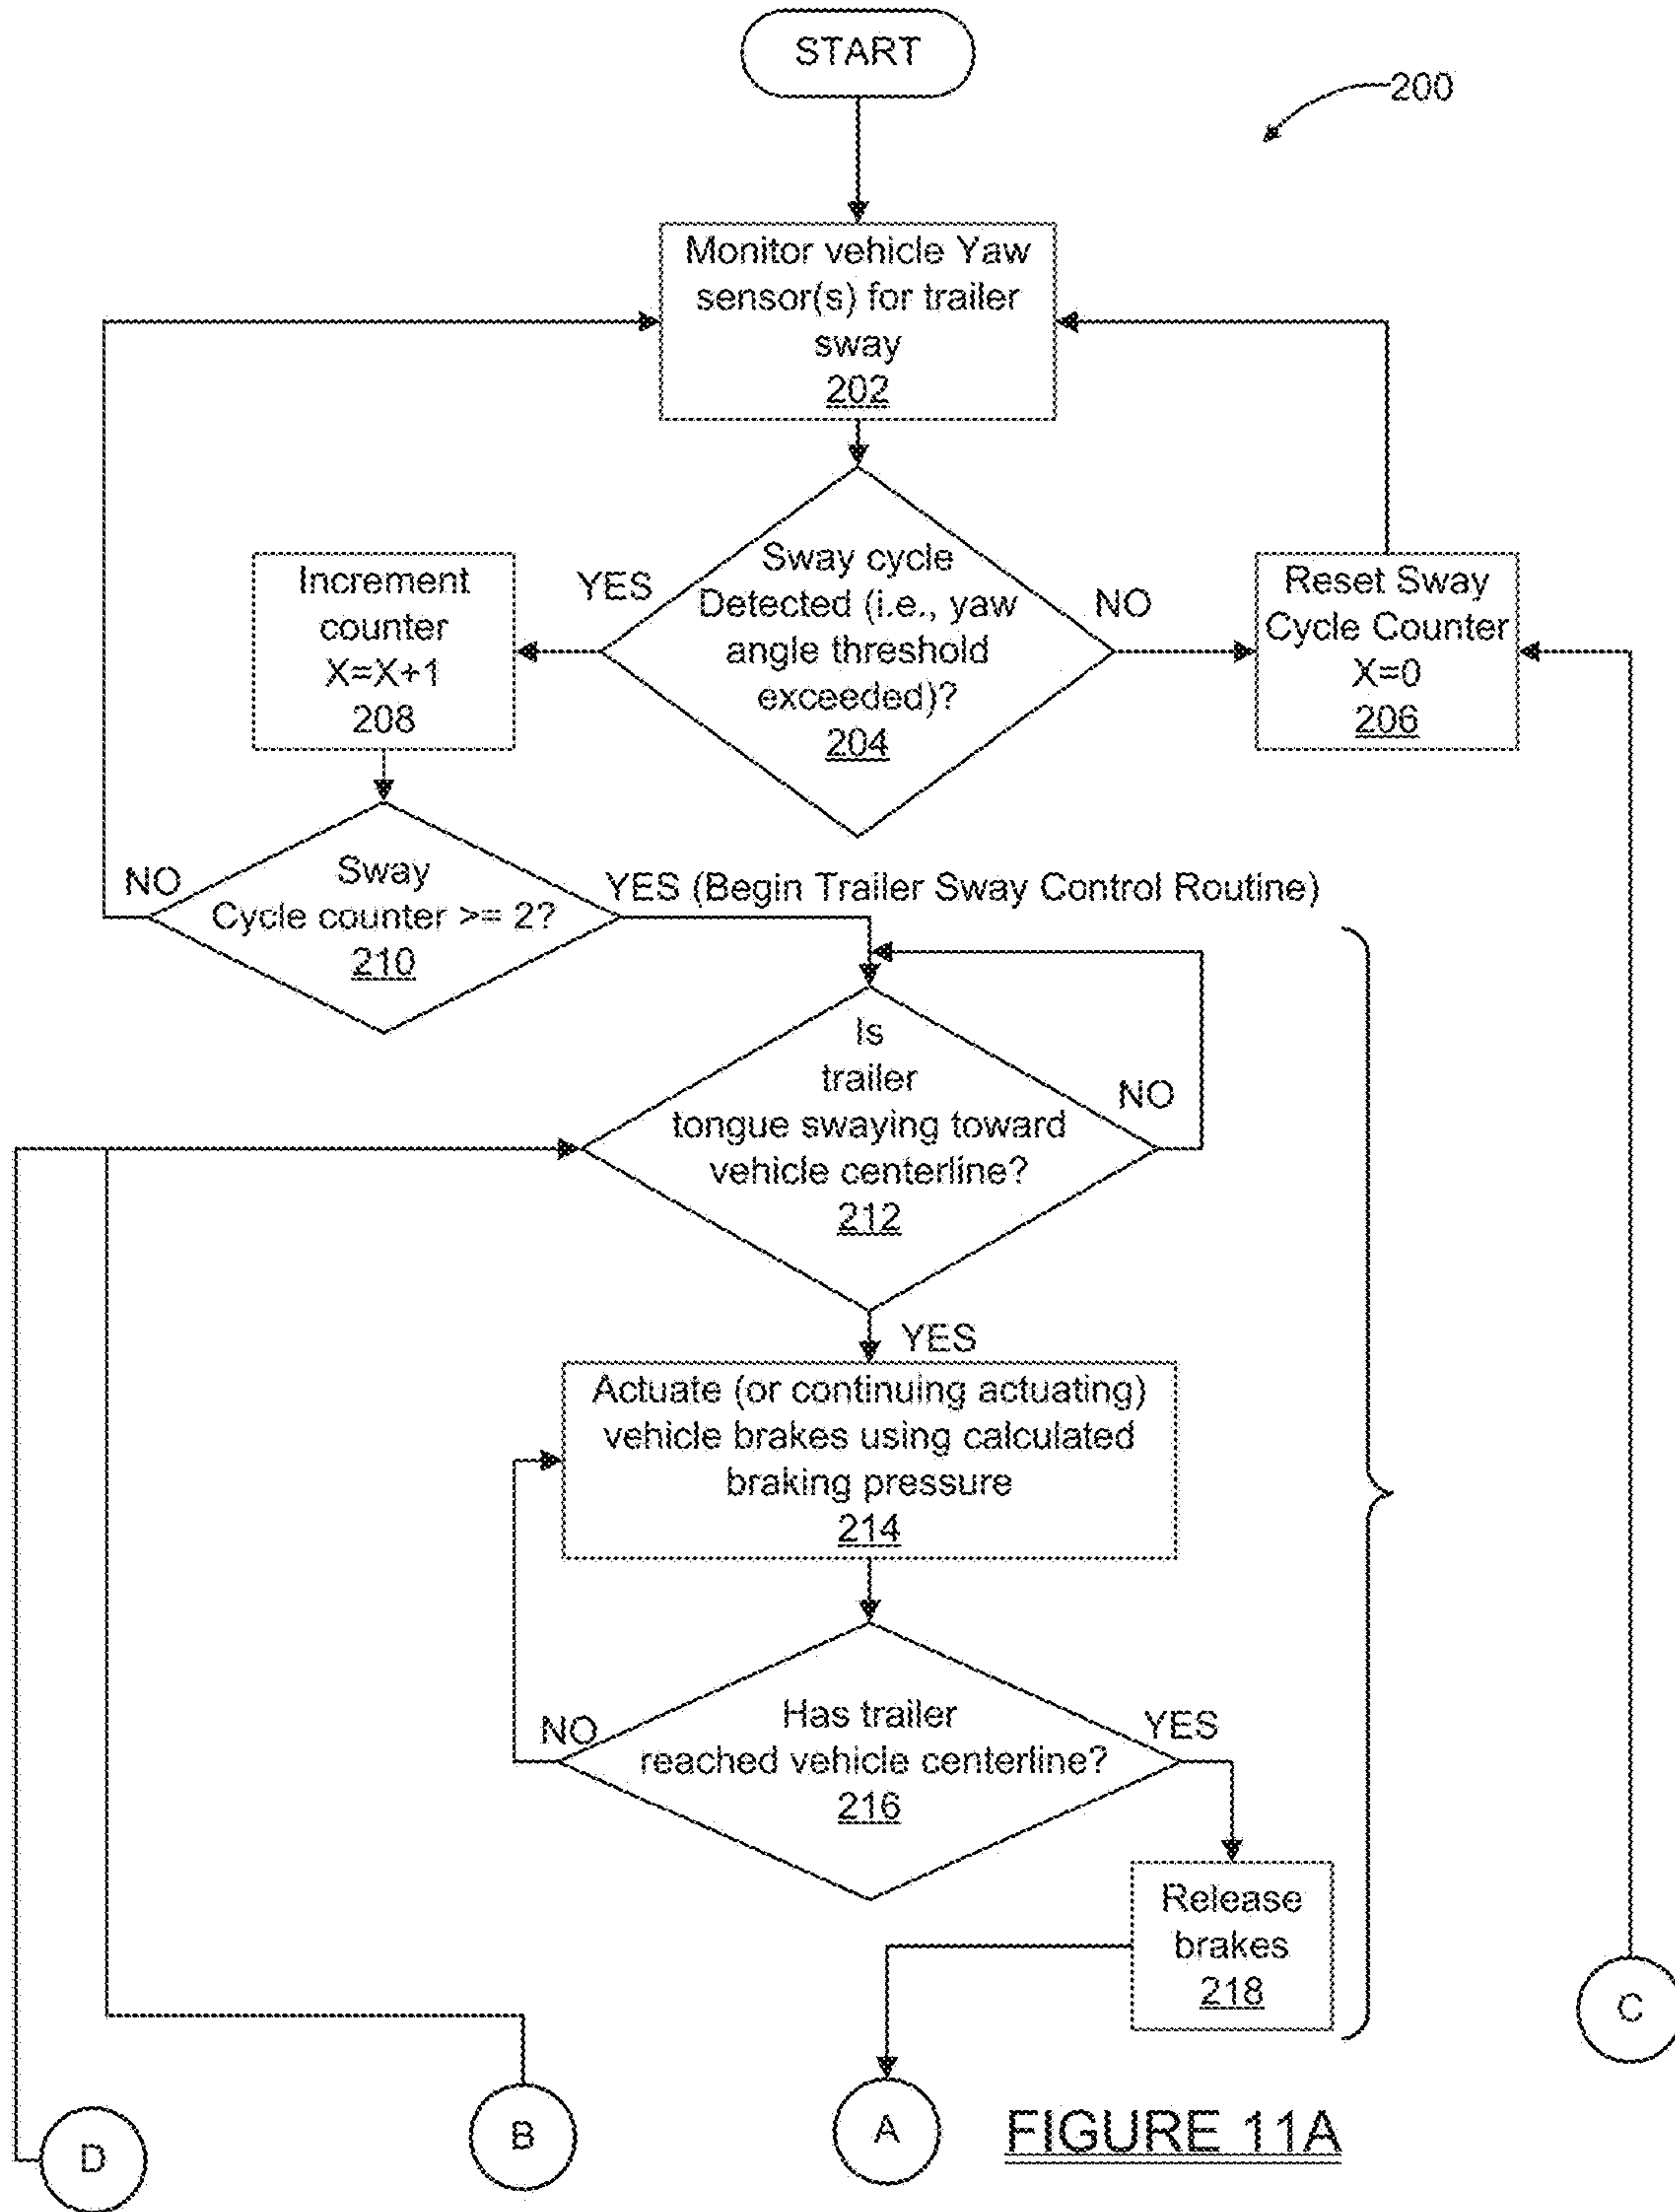 START
200
Monitor vehicle Yaw
sensor(s) for trailer
sway
202
Sway cycle
Detected (i.e., yaw
angle threshold
exceeded)?
204
YES
NO
Increment
counter
X=X+1
208
Reset Sway
Cycle Counter
X=0
206
Sway
Cycle counter >= 2?
210
NO
YES (Begin Trailer Sway Control Routine)
Is
trailer
tongue swaying toward
vehicle centerline?
212
NO
YES
Actuate (or continuing actuating)
vehicle brakes using calculated
braking pressure
214
Has trailer
reached vehicle centerline?
216
NO
YES
Release
brakes
218
C
D
B
A
FIGURE 11A